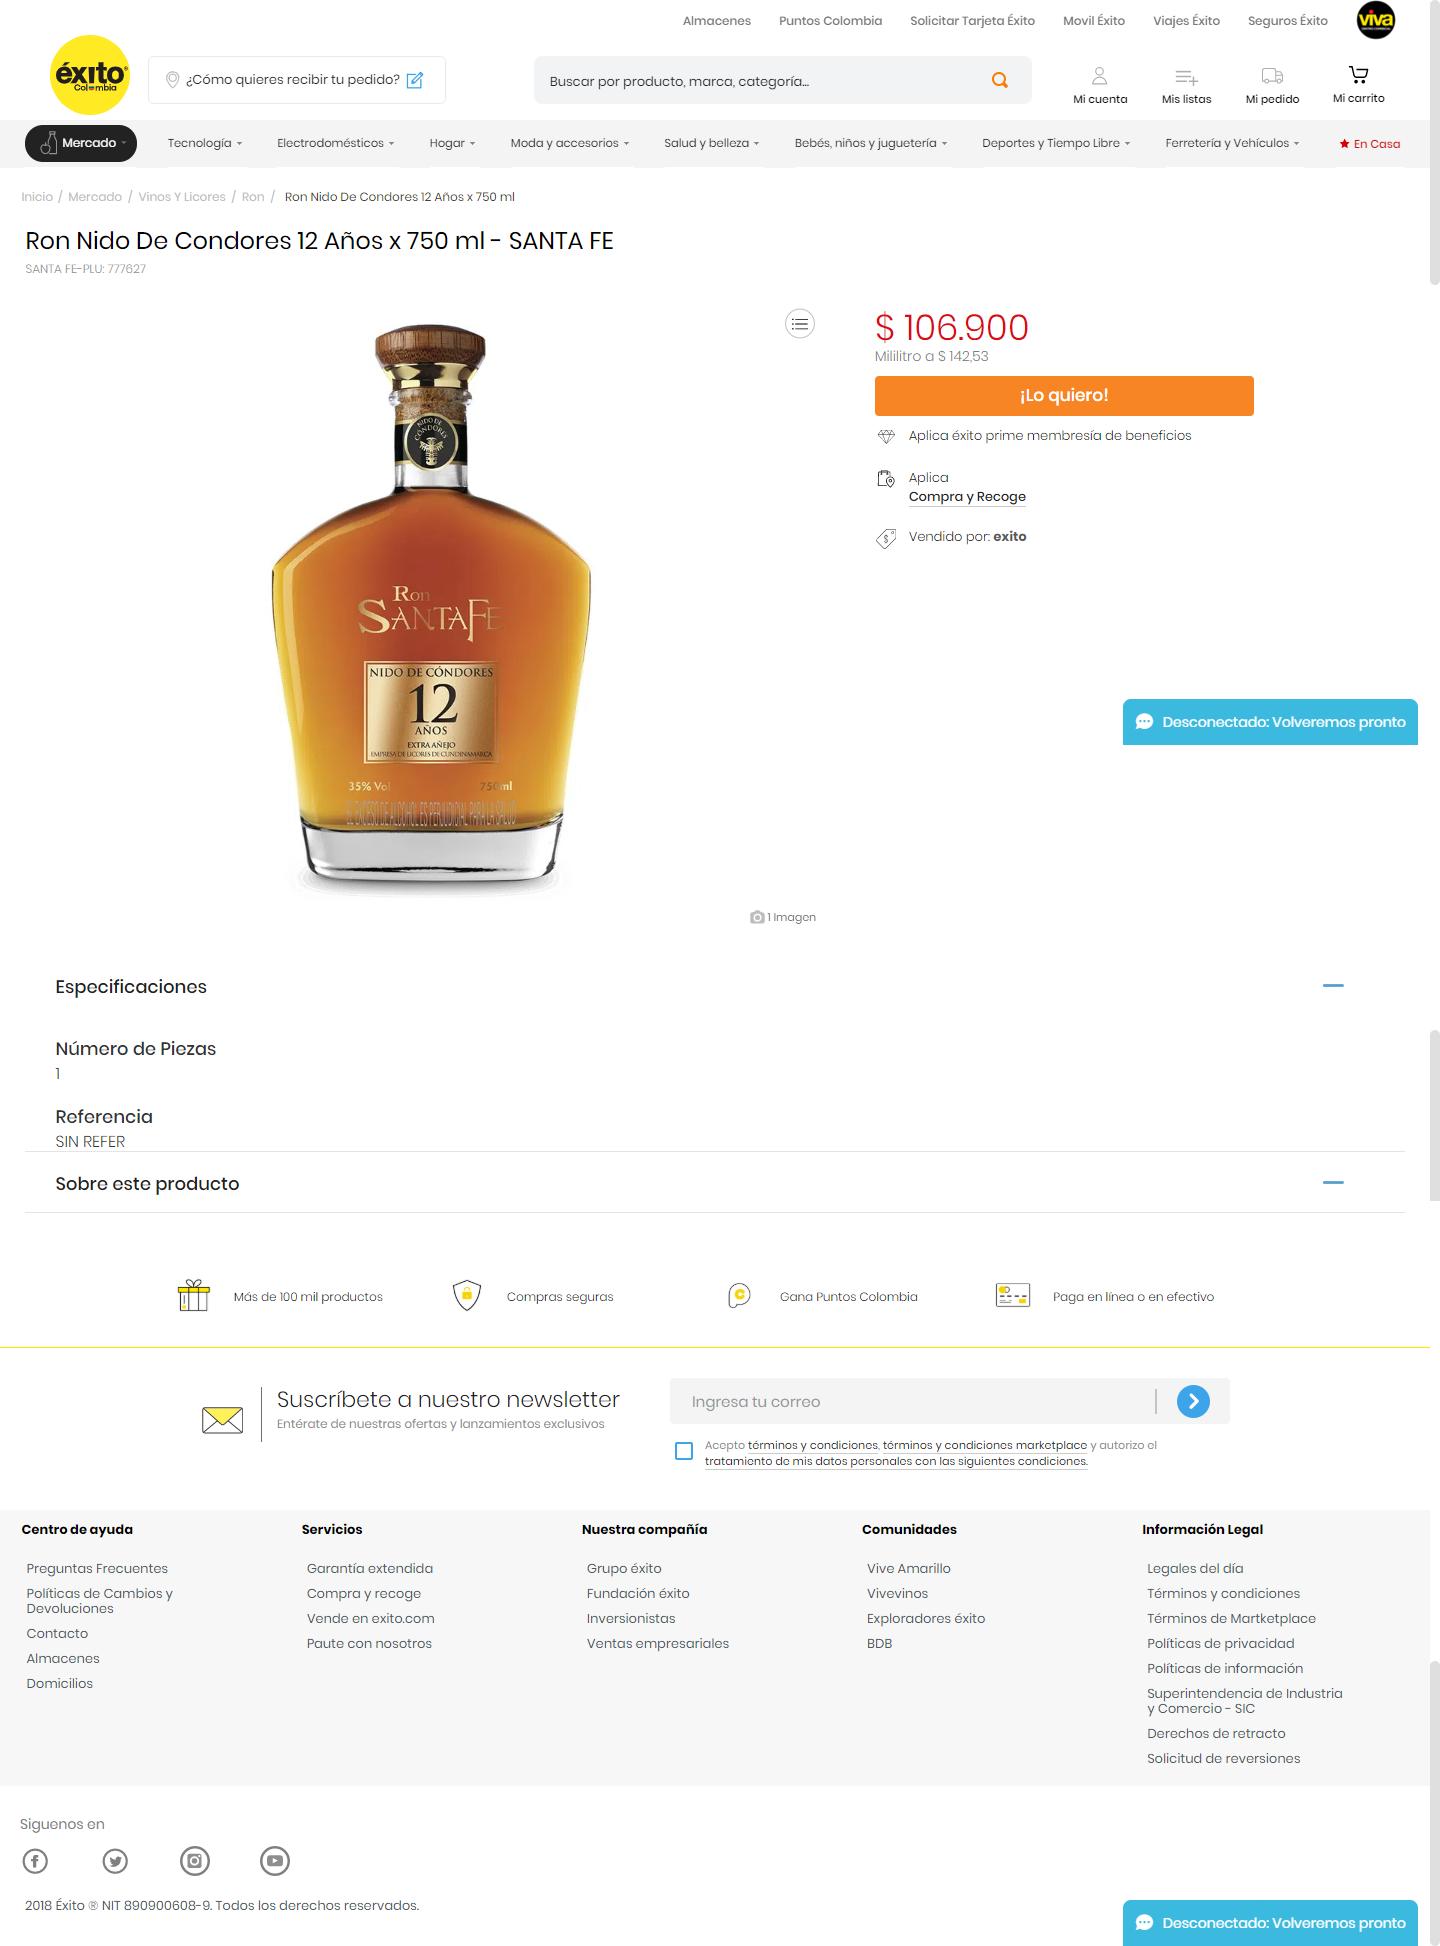 Almacenes Puntos Colombia Solicitar Tarjeta Éxito Movil Éxito Viajes Éxito Seguros Éxito viva
éxito
Colombia
¿Cómo quieres recibir tu pedido?
Buscar por producto, marca, categoría...
Mi cuenta Mis listas Mi pedido Mi carrito
Mercado Tecnología Electrodomésticos Hogar Moda y accesorios Salud y belleza Bebés, niños y juguetería Deportes y Tiempo Libre Ferretería y Vehículos En Casa
Inicio / Mercado / Vinos Y Licores / Ron / Ron Nido De Condores 12 Años x 750 ml
Ron Nido De Condores 12 Años x 750 ml - SANTA FE
SANTA FE-PLU: 777627
NIDO DE CÓNDORES
Ron
SANTAFE
NIDO DE CÓNDORES
12
AÑOS
EXTRA AÑEJO
EMPRESA DE LICORES DE CUNDINAMARCA
35% Vol 750ml
EL EXCESO DE ALCOHOL ES PERJUDICIAL PARA LA SALUD
1 Imagen
$ 106.900
Mililitro a $ 142,53
¡Lo quiero!
Aplica éxito prime membresía de beneficios
Aplica
Compra y Recoge
Vendido por: exito
Desconectado: Volveremos pronto
Especificaciones
Número de Piezas
1
Referencia
SIN REFER
Sobre este producto
Más de 100 mil productos Compras seguras Gana Puntos Colombia Paga en línea o en efectivo
Suscríbete a nuestro newsletter
Entérate de nuestras ofertas y lanzamientos exclusivos
Ingresa tu correo
Acepto términos y condiciones, términos y condiciones marketplace y autorizo el
tratamiento de mis datos personales con las siguientes condiciones.
Centro de ayuda
Preguntas Frecuentes
Políticas de Cambios y
Devoluciones
Contacto
Almacenes
Domicilios
Servicios
Garantía extendida
Compra y recoge
Vende en exito.com
Paute con nosotros
Nuestra compañía
Grupo éxito
Fundación éxito
Inversionistas
Ventas empresariales
Comunidades
Vive Amarillo
Vivevinos
Exploradores éxito
BDB
Información Legal
Legales del día
Términos y condiciones
Términos de Martketplace
Políticas de privacidad
Políticas de información
Superintendencia de Industria
y Comercio - SIC
Derechos de retracto
Solicitud de reversiones
Siguenos en
2018 Éxito ® NIT 890900608-9. Todos los derechos reservados.
Desconectado: Volveremos pronto